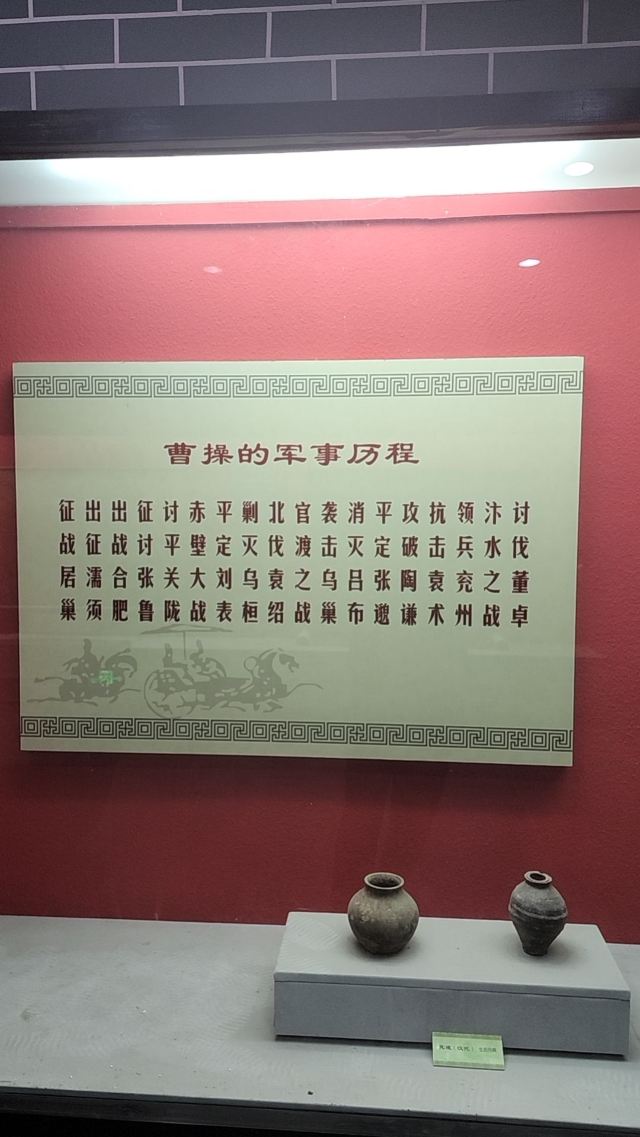 曹操的军事历程
讨伐董卓
汴水之战
领兵兖州
抗击袁术
攻破陶谦
平定张邈
消灭吕布
袭击乌巢
官渡之战
北伐袁绍
剿灭乌桓
平定刘表
赤壁大战
讨平关陇
征讨张鲁
出战合肥
出征濡须
征战居巢